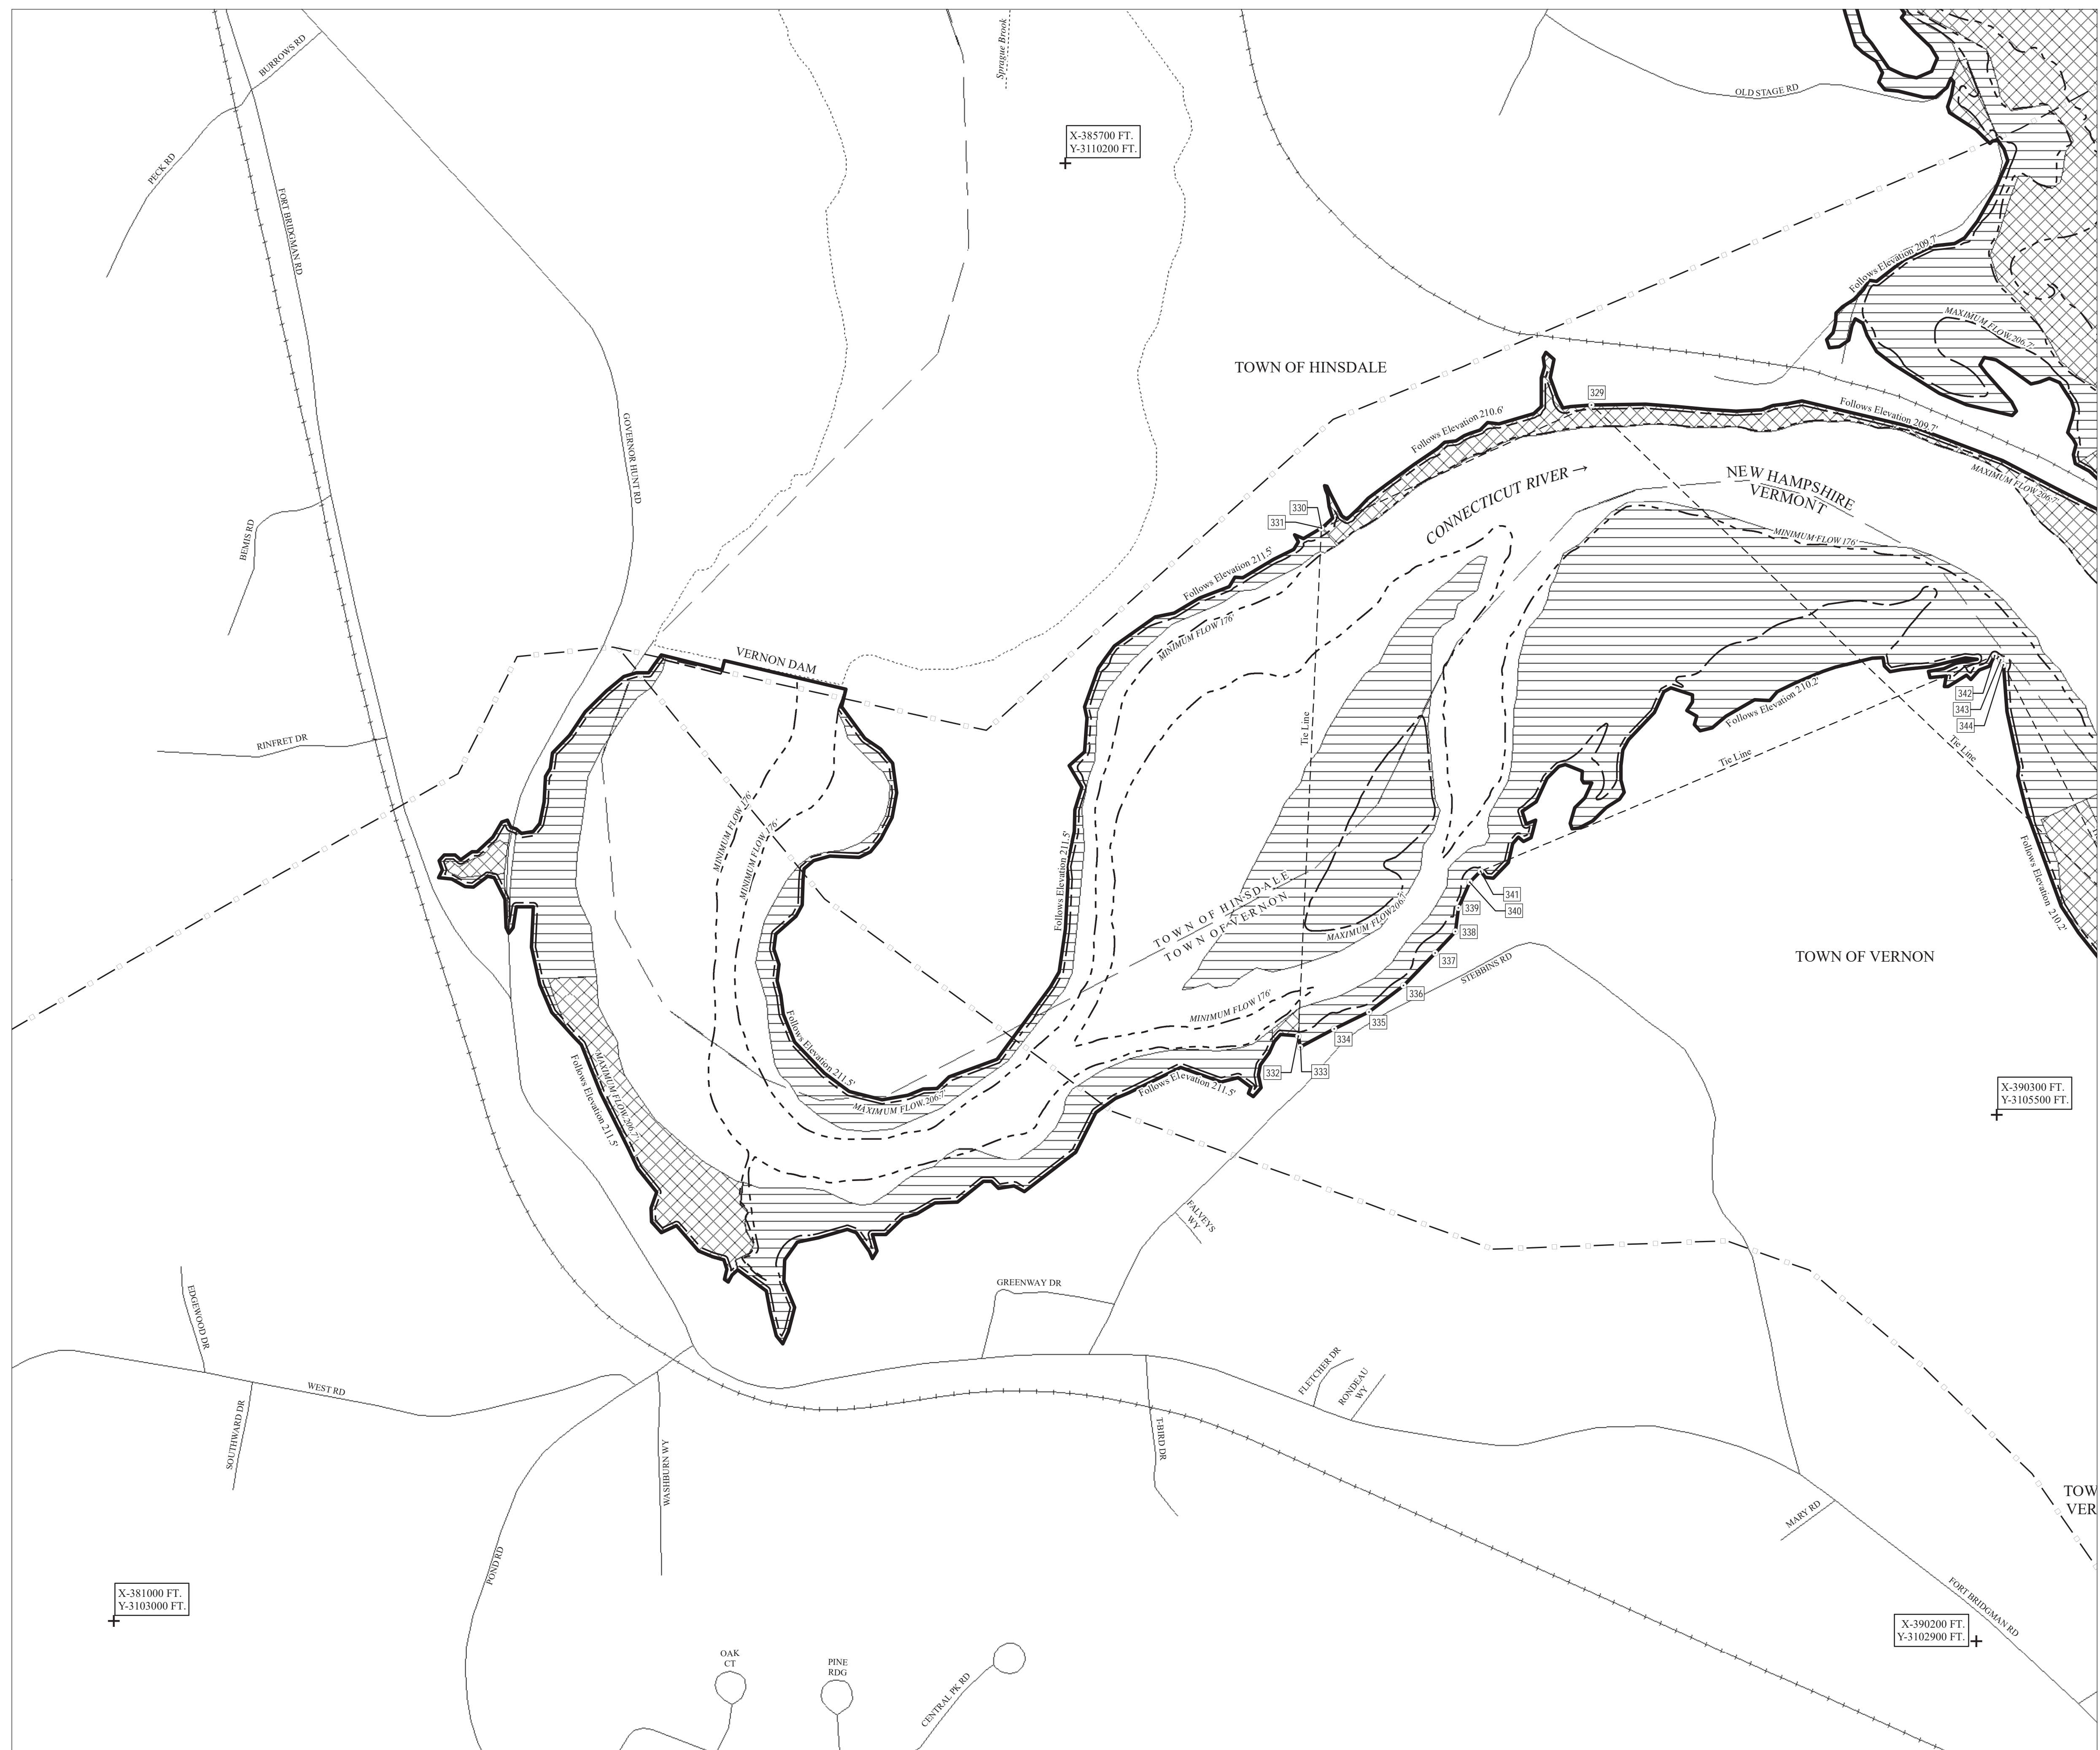 BURROWS RD
PECK RD
FORT BRIDGMAN RD
Sprague Brook
X-385700 FT.
Y-3110200 FT.
OLD STAGE RD
Follows Elevation 209.7'
MAXIMUM FLOW 206.7'
TOWN OF HINSDALE
329
Follows Elevation 210.6'
Follows Elevation 209.7'
GOVERNOR HUNT RD
BEMIS RD
CONNECTICUT RIVER →
NEW HAMPSHIRE
VERMONT
MAXIMUM FLOW 206.7'
330
331
MINIMUM FLOW 176'
Follows Elevation 211.5'
MINIMUM FLOW 176'
VERNON DAM
RINFRET DR
Tie Line
Follows Elevation 210.2'
342
343
344
Tie Line
Tie Line
MINIMUM FLOW 176'
MINIMUM FLOW 176'
Follows Elevation 211.5'
TOWN OF HINSDALE
TOWN OF VERNON
MAXIMUM FLOW 206.7'
341
340
339
338
337
336
335
334
333
332
STEBBINS RD
Follows Elevation 210.2'
TOWN OF VERNON
MINIMUM FLOW 176'
Follows Elevation 211.5'
MAXIMUM FLOW 206.7'
Follows Elevation 211.5'
MAXIMUM FLOW 206.7'
Follows Elevation 211.5'
X-390300 FT.
Y-3105500 FT.
FALVEYS
WY
GREENWAY DR
EDGEWOOD DR
WEST RD
SOUTHWARD DR
WASHBURN WY
T-BIRD DR
FLETCHER DR
RONDEAU
WY
TOW
VER
MARY RD
POND RD
FORT BRIDGMAN RD
X-381000 FT.
Y-3103000 FT.
X-390200 FT.
Y-3102900 FT.
OAK
CT
PINE
RDG
CENTRAL PK RD